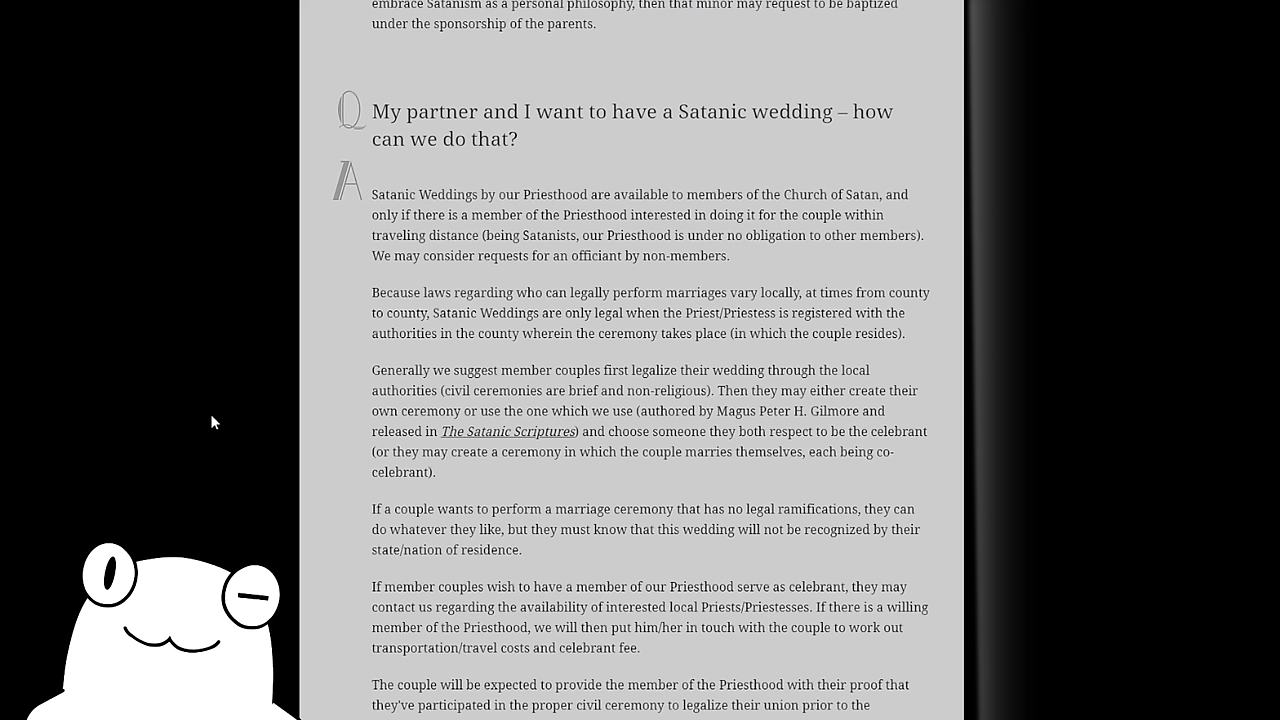 embrace Satanism as a personal philosophy, then that minor may request to be baptized
under the sponsorship of the parents.
Q My partner and I want to have a Satanic wedding – how
can we do that?
A
Satanic Weddings by our Priesthood are available to members of the Church of Satan, and
only if there is a member of the Priesthood interested in doing it for the couple within
traveling distance (being Satanists, our Priesthood is under no obligation to other members).
We may consider requests for an officiant by non-members.
Because laws regarding who can legally perform marriages vary locally, at times from county
to county, Satanic Weddings are only legal when the Priest/Priestess is registered with the
authorities in the county wherein the ceremony takes place (in which the couple resides).
Generally we suggest member couples first legalize their wedding through the local
authorities (civil ceremonies are brief and non-religious). Then they may either create their
own ceremony or use the one which we use (authored by Magus Peter H. Gilmore and
released in The Satanic Scriptures) and choose someone they both respect to be the celebrant
(or they may create a ceremony in which the couple marries themselves, each being co-
celebrant).
If a couple wants to perform a marriage ceremony that has no legal ramifications, they can
do whatever they like, but they must know that this wedding will not be recognized by their
state/nation of residence.
If member couples wish to have a member of our Priesthood serve as celebrant, they may
contact us regarding the availability of interested local Priests/Priestesses. If there is a willing
member of the Priesthood, we will then put him/her in touch with the couple to work out
transportation/travel costs and celebrant fee.
The couple will be expected to provide the member of the Priesthood with their proof that
they've participated in the proper civil ceremony to legalize their union prior to the